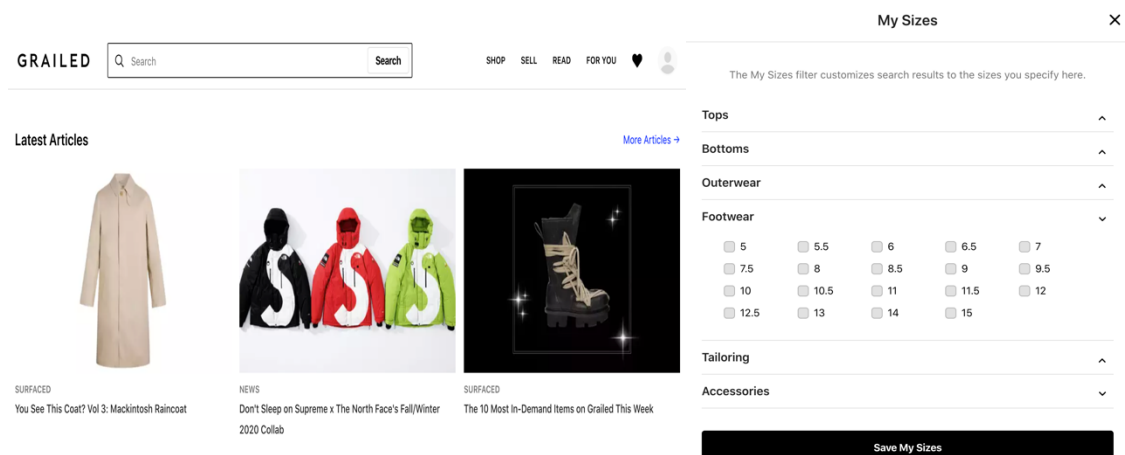 GRAILED
Search
Search
SHOP SELL READ FOR YOU
Latest Articles
More Articles →
SURFACED
You See This Coat? Vol 3: Mackintosh Raincoat
NEWS
Don't Sleep on Supreme x The North Face's Fall/Winter
2020 Collab
SURFACED
The 10 Most In-Demand Items on Grailed This Week
My Sizes
The My Sizes filter customizes search results to the sizes you specify here.
Tops
Bottoms
Outerwear
Footwear
5 5.5 6 6.5 7
7.5 8 8.5 9 9.5
10 10.5 11 11.5 12
12.5 13 14 15
Tailoring
Accessories
Save My Sizes